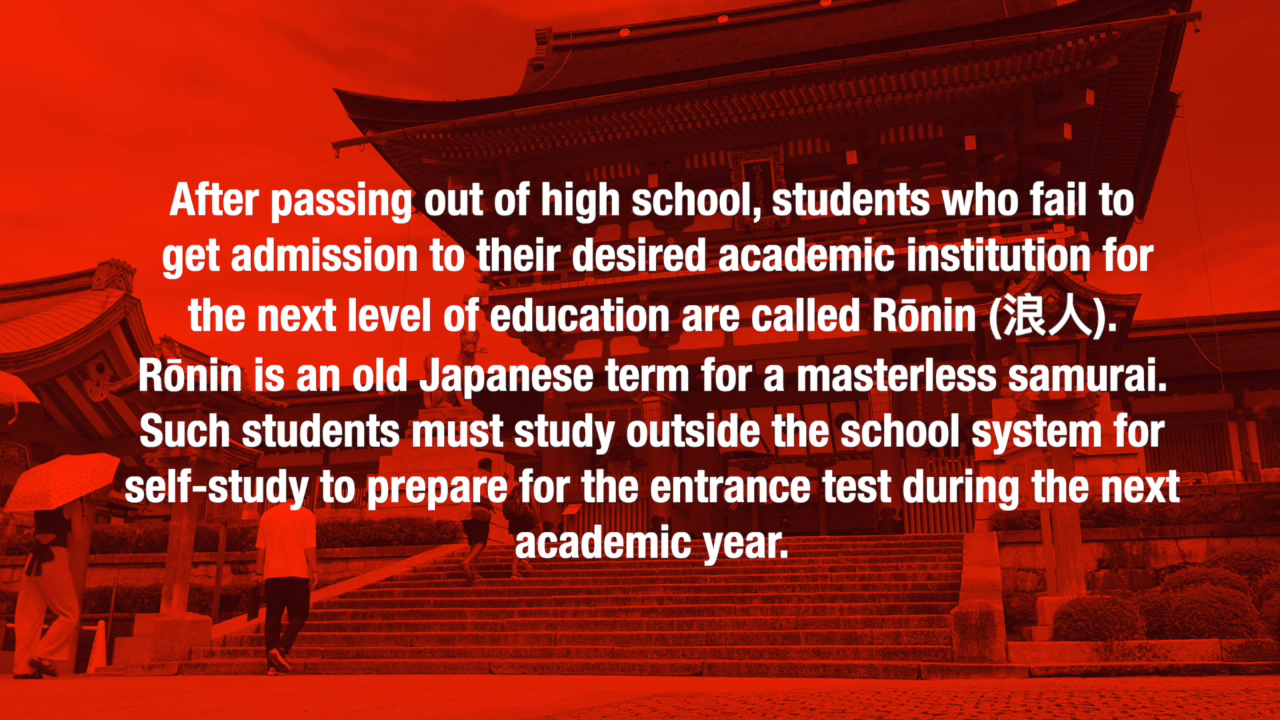 After passing out of high school, students who fail to
get admission to their desired academic institution for
the next level of education are called Rōnin (浪人).
Rōnin is an old Japanese term for a masterless samurai.
Such students must study outside the school system for
self-study to prepare for the entrance test during the next
academic year.